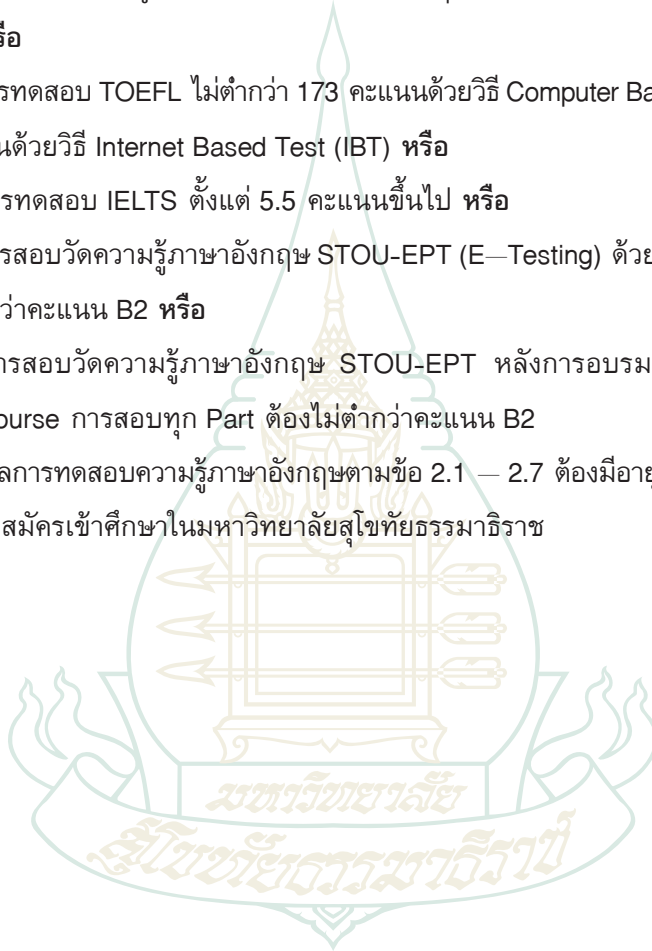 รือ
รทดสอบ TOEFL ไม่ต่ำกว่า 173 คะแนนด้วยวิธี Computer Ba
นด้วยวิธี Internet Based Test (IBT) หรือ
รทดสอบ IELTS ตั้งแต่ 5.5 คะแนนขึ้นไป หรือ
ารสอบวัดความรู้ภาษาอังกฤษ STOU-EPT (E—Testing) ด้วย
ว่าคะแนน B2 หรือ
ารสอบวัดความรู้ภาษาอังกฤษ STOU-EPT หลังการอบรม
ourse การสอบทุก Part ต้องไม่ต่ำกว่าคะแนน B2
ลการทดสอบความรู้ภาษาอังกฤษตามข้อ 2.1 — 2.7 ต้องมีอายุ
สมัครเข้าศึกษาในมหาวิทยาลัยสุโขทัยธรรมาธิราช
มหาวิทยาลัย
สุโขทัยธรรมาธิราช